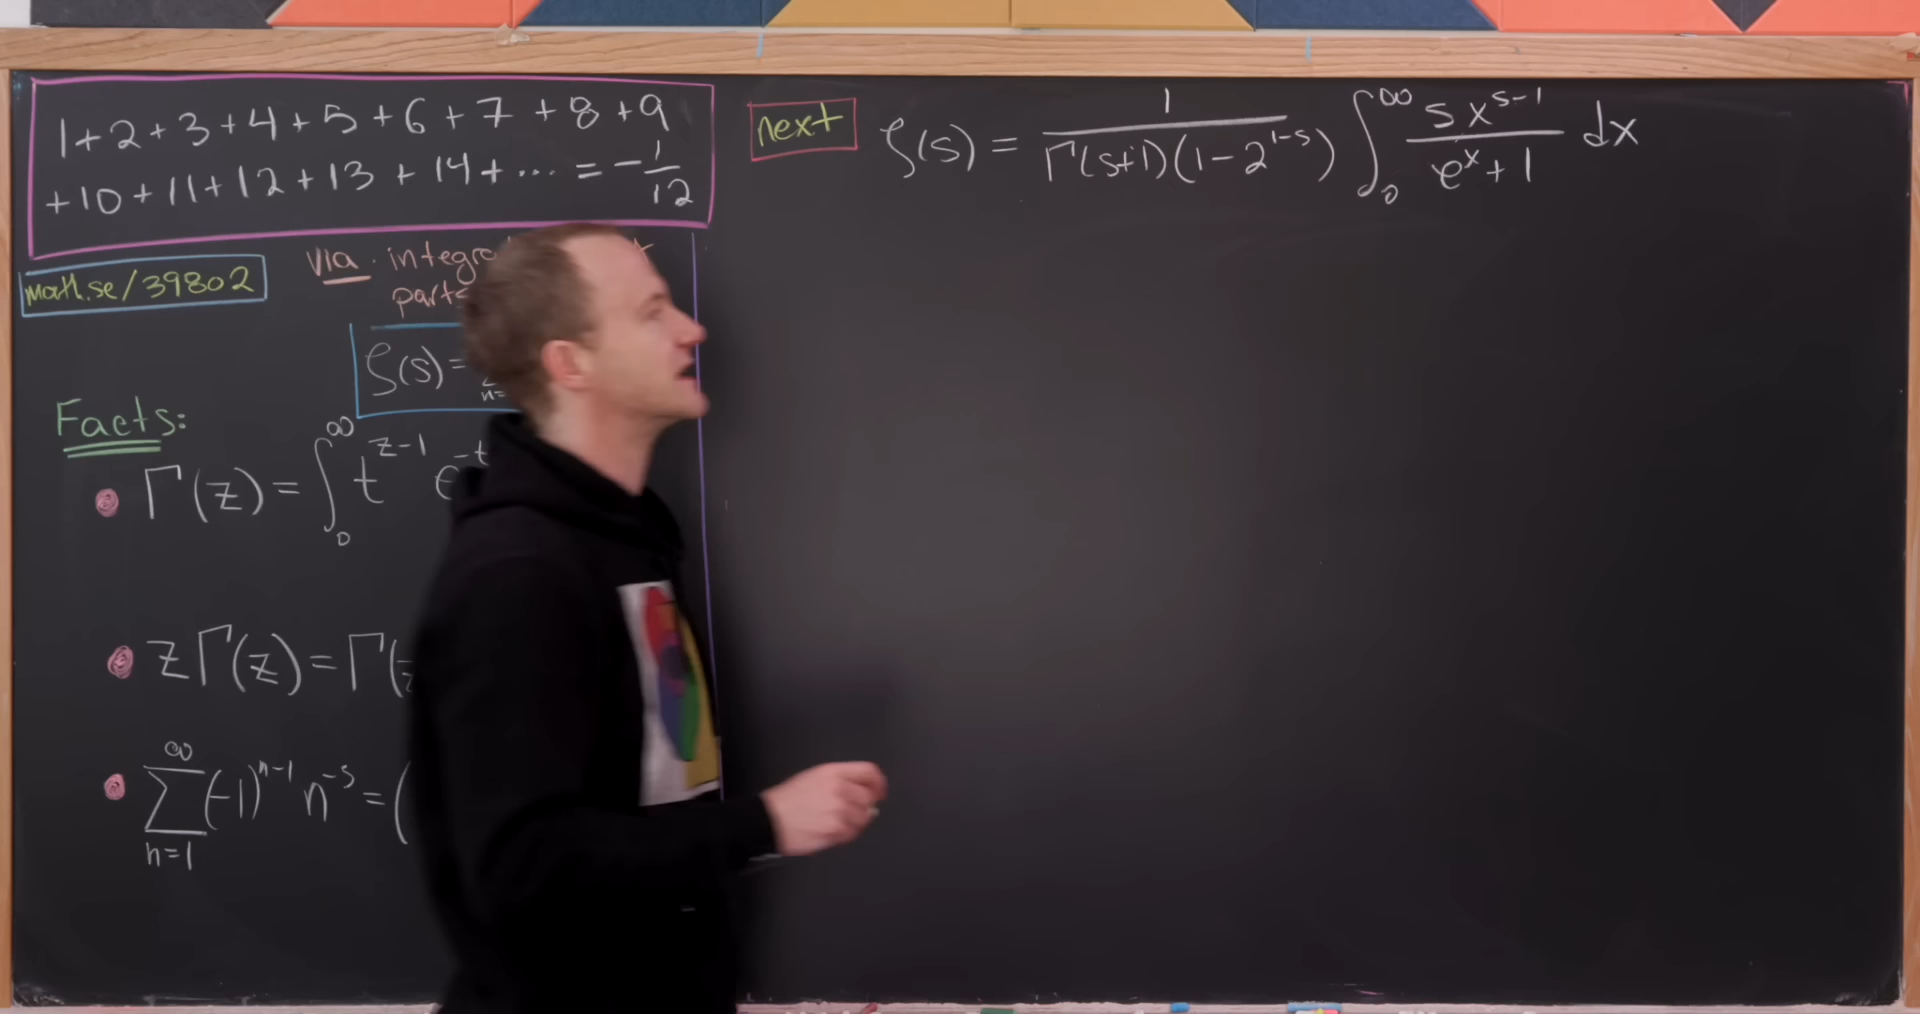 1+2+3+4+5+6+7+8+9
+10+11+12+13+14+... = -1/12
math.se/39802
via integra
parts
ζ(s)=
n=
Facts:
Γ(z) = ∫₀^∞ t^(z-1) e^(-t
zΓ(z) = Γ(
∑_(n=1)^∞ (-1)^(n-1) n^(-s) = (
next
ζ(s) = 1/(Γ(s+1)(1-2^(1-s))) ∫₀^∞ (s x^(s-1))/(e^x+1) dx